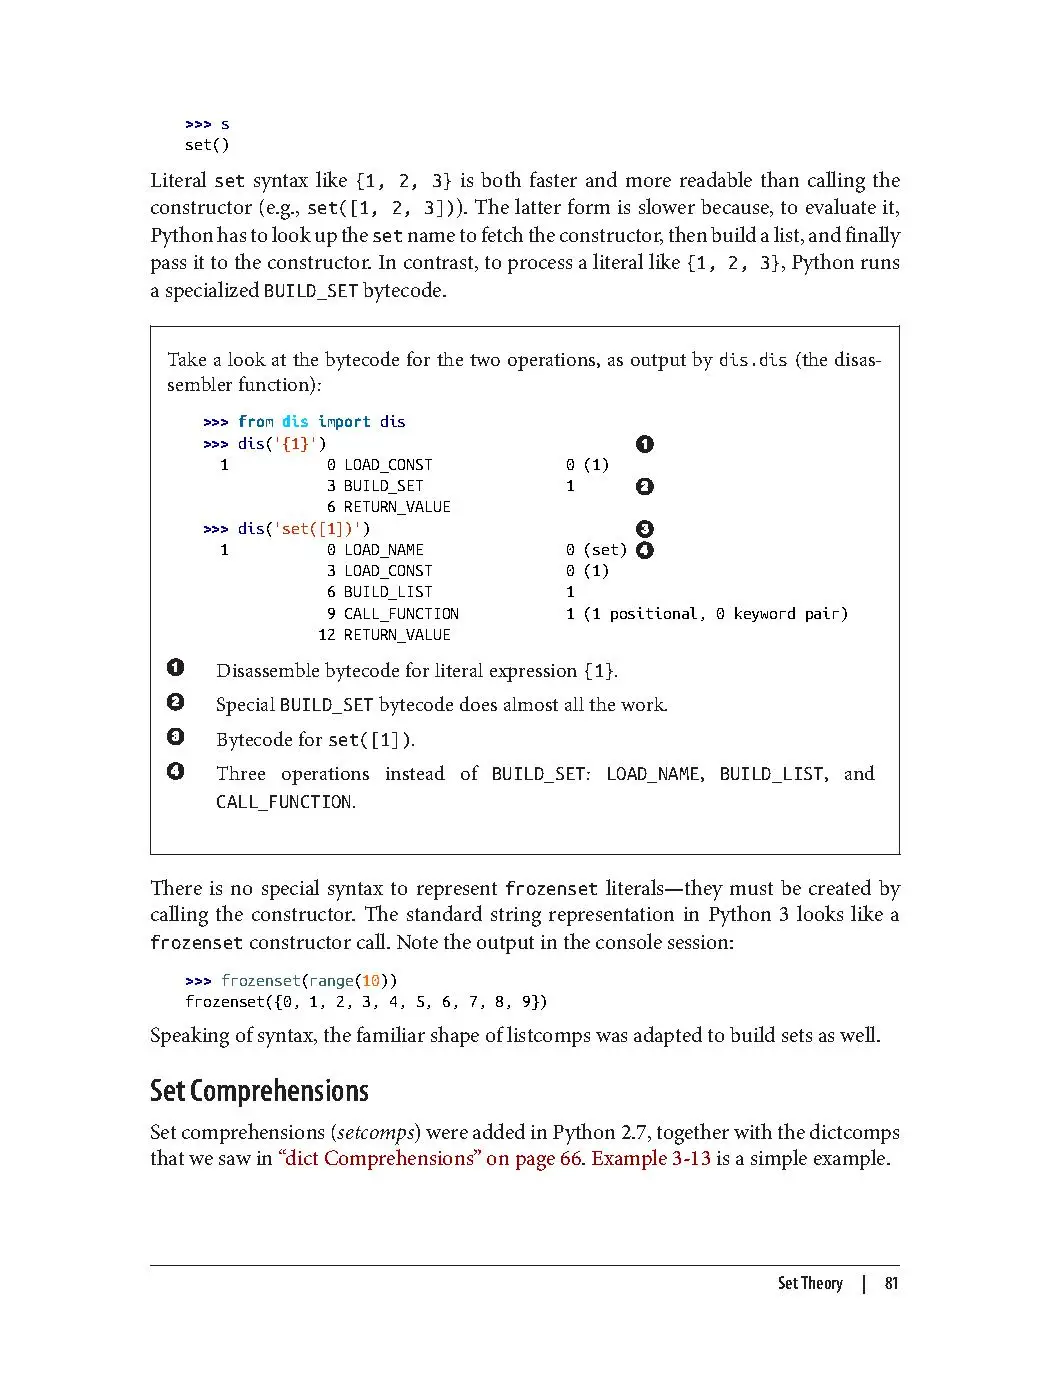 >>> s
set()
Literal set syntax like {1, 2, 3} is both faster and more readable than calling the
constructor (e.g., set([1, 2, 3])). The latter form is slower because, to evaluate it,
Python has to look up the set name to fetch the constructor, then build a list, and finally
pass it to the constructor. In contrast, to process a literal like {1, 2, 3}, Python runs
a specialized BUILD_SET bytecode.
Take a look at the bytecode for the two operations, as output by dis.dis (the disas-
sembler function):
>>> from dis import dis
>>> dis('{1}') ❶
1 0 LOAD_CONST 0 (1)
3 BUILD_SET 1 ❷
6 RETURN_VALUE
>>> dis('set([1])') ❸
1 0 LOAD_NAME 0 (set) ❹
3 LOAD_CONST 0 (1)
6 BUILD_LIST 1
9 CALL_FUNCTION 1 (1 positional, 0 keyword pair)
12 RETURN_VALUE
❶ Disassemble bytecode for literal expression {1}.
❷ Special BUILD_SET bytecode does almost all the work.
❸ Bytecode for set([1]).
❹ Three operations instead of BUILD_SET: LOAD_NAME, BUILD_LIST, and
CALL_FUNCTION.
There is no special syntax to represent frozenset literals—they must be created by
calling the constructor. The standard string representation in Python 3 looks like a
frozenset constructor call. Note the output in the console session:
>>> frozenset(range(10))
frozenset({0, 1, 2, 3, 4, 5, 6, 7, 8, 9})
Speaking of syntax, the familiar shape of listcomps was adapted to build sets as well.
Set Comprehensions
Set comprehensions (setcomps) were added in Python 2.7, together with the dictcomps
that we saw in “dict Comprehensions” on page 66. Example 3-13 is a simple example.
Set Theory | 81